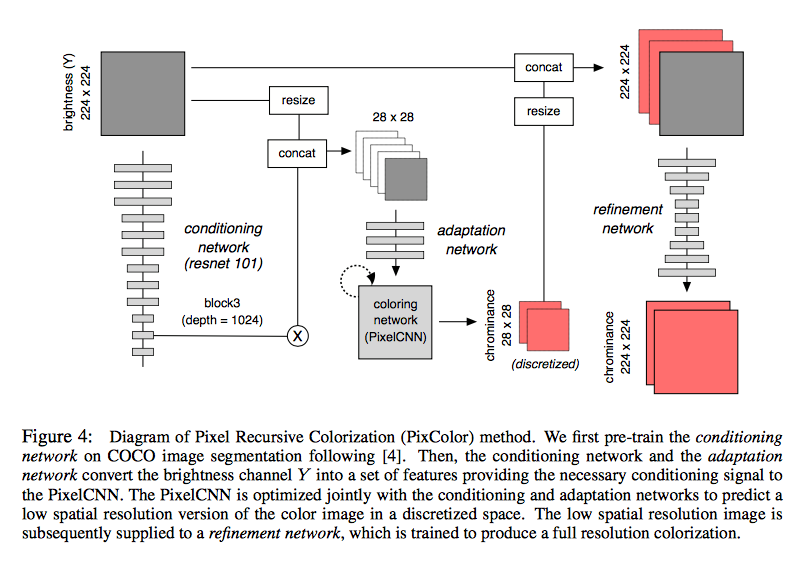 brightness (Y)
224 x 224
resize
concat
28 x 28
concat
resize
224 x 224
conditioning
network
(resnet 101)
block3
(depth = 1024)
X
adaptation
network
coloring
network
(PixelCNN)
chrominance
28 x 28
(discretized)
refinement
network
chrominance
224 x 224
Figure 4: Diagram of Pixel Recursive Colorization (PixColor) method. We first pre-train the conditioning
network on COCO image segmentation following [4]. Then, the conditioning network and the adaptation
network convert the brightness channel Y into a set of features providing the necessary conditioning signal to
the PixelCNN. The PixelCNN is optimized jointly with the conditioning and adaptation networks to predict a
low spatial resolution version of the color image in a discretized space. The low spatial resolution image is
subsequently supplied to a refinement network, which is trained to produce a full resolution colorization.